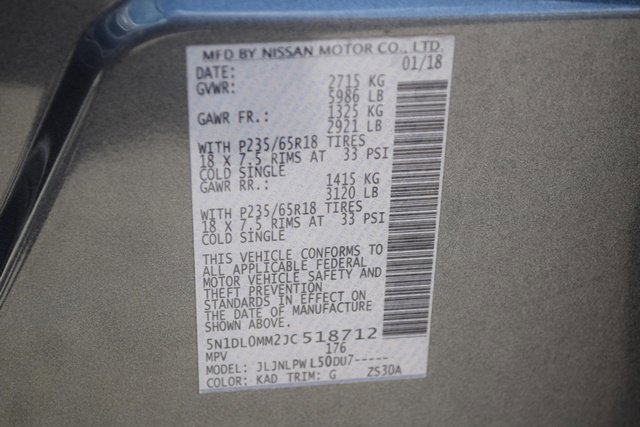 MFD BY NISSAN MOTOR CO., LTD.
DATE: 01/18
GVWR: 2715 KG
5986 LB
GAWR FR.: 1325 KG
2921 LB
WITH P235/65R18 TIRES
18 X 7.5 RIMS AT 33 PSI
COLD SINGLE
GAWR RR.: 1415 KG
3120 LB
WITH P235/65R18 TIRES
18 X 7.5 RIMS AT 33 PSI
COLD SINGLE
THIS VEHICLE CONFORMS TO
ALL APPLICABLE FEDERAL
MOTOR VEHICLE SAFETY AND
THEFT PREVENTION
STANDARDS IN EFFECT ON
THE DATE OF MANUFACTURE
SHOWN ABOVE.
5N1DL0MM2JC518712
MPV 176
MODEL: JLJNLPWL50DU7-----
COLOR: KAD TRIM: G ZS30A